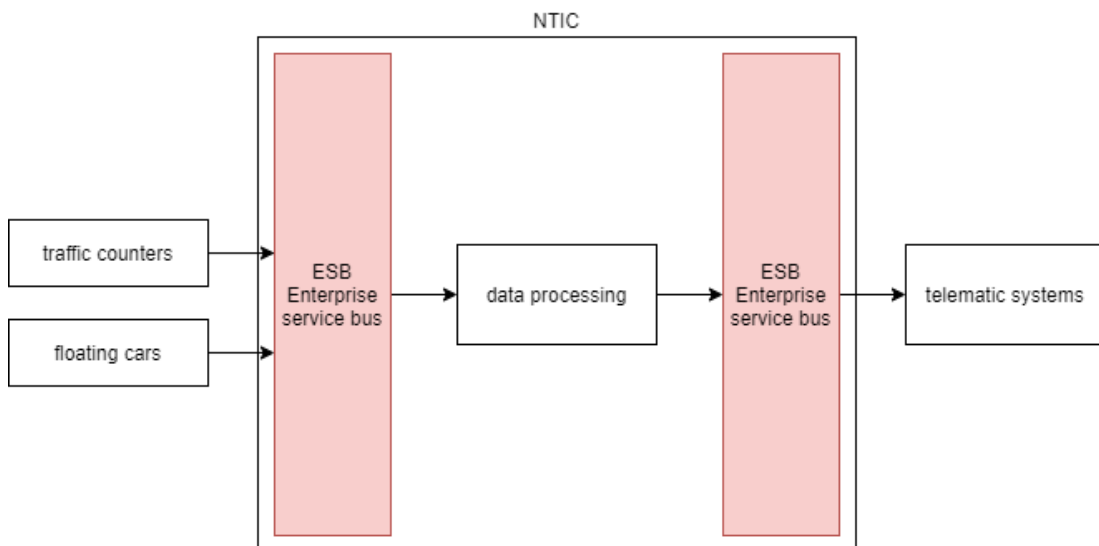 NTIC
traffic counters
floating cars
ESB
Enterprise
service bus
data processing
ESB
Enterprise
service bus
telematic systems